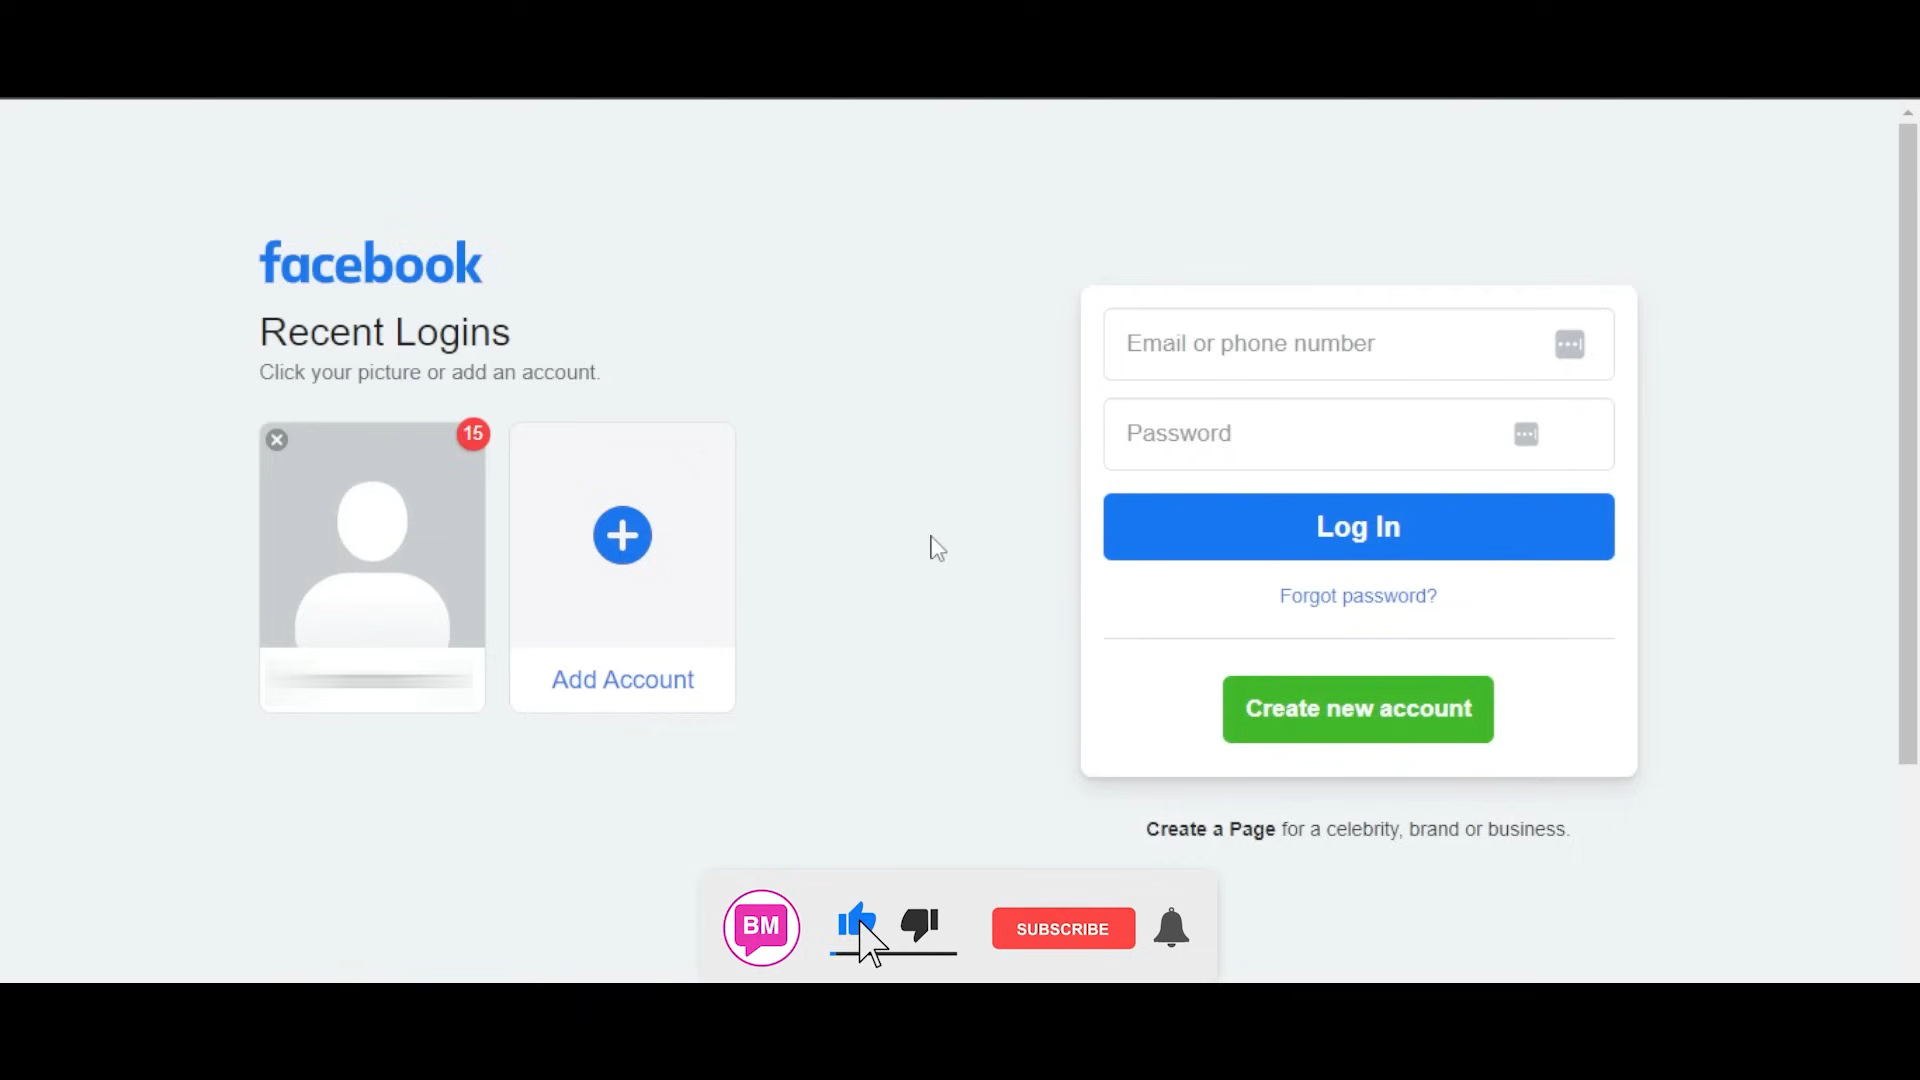 facebook
Recent Logins
Click your picture or add an account.
15
Add Account
Email or phone number
Password
Log In
Forgot password?
Create new account
Create a Page for a celebrity, brand or business.
BM
SUBSCRIBE